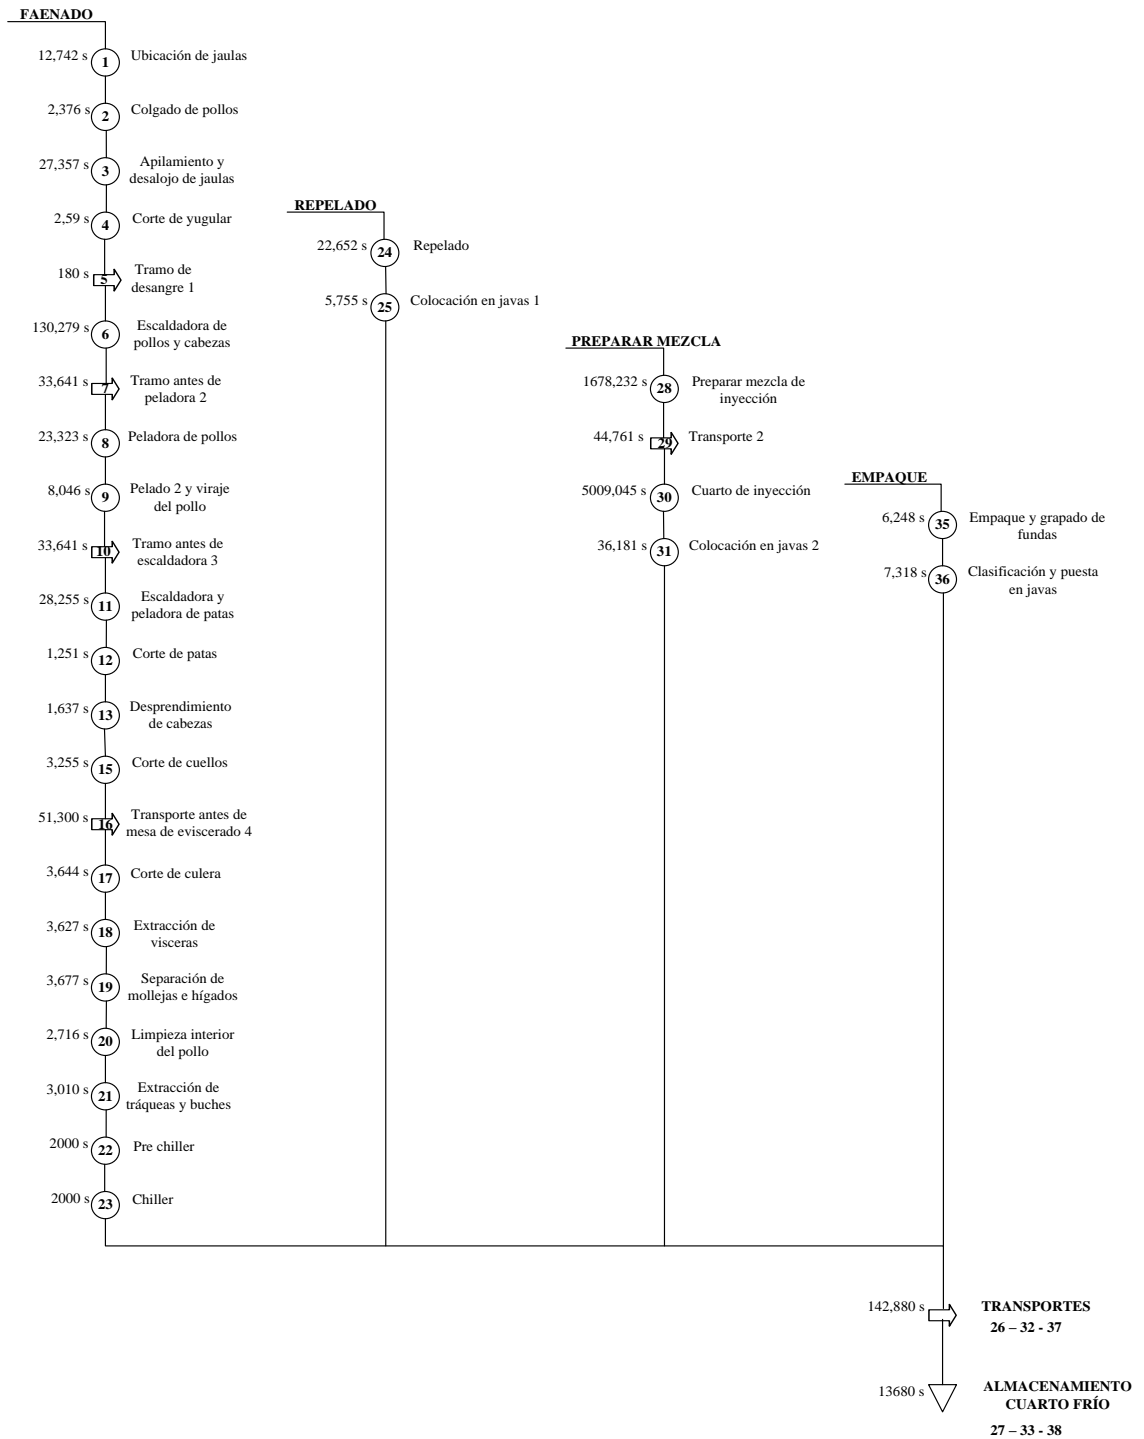 FAENADO
12,742 s 1 Ubicación de jaulas
2,376 s 2 Colgado de pollos
27,357 s 3 Apilamiento y
desalojo de jaulas
2,59 s 4 Corte de yugular
180 s 5 Tramo de
desangre 1
130,279 s 6 Escaldadora de
pollos y cabezas
33,641 s 7 Tramo antes de
peladora 2
23,323 s 8 Peladora de pollos
8,046 s 9 Pelado 2 y viraje
del pollo
33,641 s 10 Tramo antes de
escaldadora 3
28,255 s 11 Escaldadora y
peladora de patas
1,251 s 12 Corte de patas
1,637 s 13 Desprendimiento
de cabezas
3,255 s 15 Corte de cuellos
51,300 s 16 Transporte antes de
mesa de eviscerado 4
3,644 s 17 Corte de culera
3,627 s 18 Extracción de
visceras
3,677 s 19 Separación de
mollejas e hígados
2,716 s 20 Limpieza interior
del pollo
3,010 s 21 Extracción de
tráqueas y buches
2000 s 22 Pre chiller
2000 s 23 Chiller
REPELADO
22,652 s 24 Repelado
5,755 s 25 Colocación en javas 1
PREPARAR MEZCLA
1678,232 s 28 Preparar mezcla de
inyección
44,761 s 29 Transporte 2
5009,045 s 30 Cuarto de inyección
36,181 s 31 Colocación en javas 2
EMPAQUE
6,248 s 35 Empaque y grapado de
fundas
7,318 s 36 Clasificación y puesta
en javas
142,880 s TRANSPORTES
26 – 32 - 37
13680 s ALMACENAMIENTO
CUARTO FRÍO
27 – 33 - 38